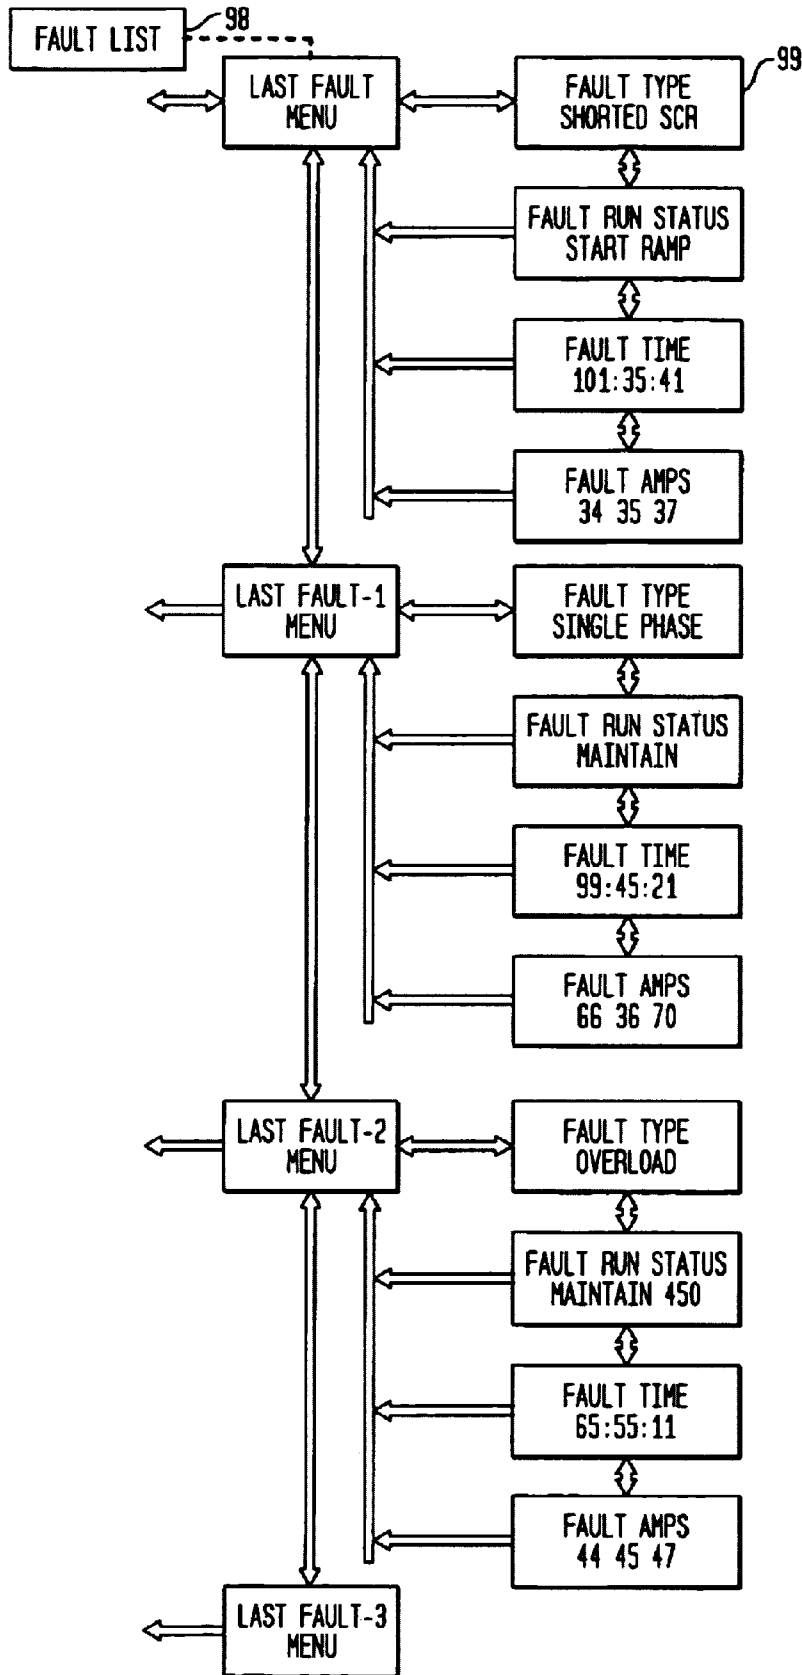 FAULT LIST
98
LAST FAULT
MENU
FAULT TYPE
SHORTED SCR
99
FAULT RUN STATUS
START RAMP
FAULT TIME
101:35:41
FAULT AMPS
34 35 37
LAST FAULT-1
MENU
FAULT TYPE
SINGLE PHASE
FAULT RUN STATUS
MAINTAIN
FAULT TIME
99:45:21
FAULT AMPS
66 36 70
LAST FAULT-2
MENU
FAULT TYPE
OVERLOAD
FAULT RUN STATUS
MAINTAIN 450
FAULT TIME
65:55:11
FAULT AMPS
44 45 47
LAST FAULT-3
MENU